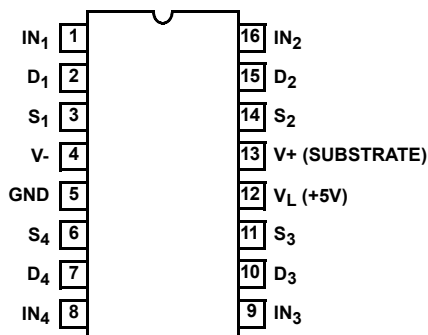 IN1 1 16 IN2
D1 2 15 D2
S1 3 14 S2
V- 4 13 V+ (SUBSTRATE)
GND 5 12 VL (+5V)
S4 6 11 S3
D4 7 10 D3
IN4 8 9 IN3